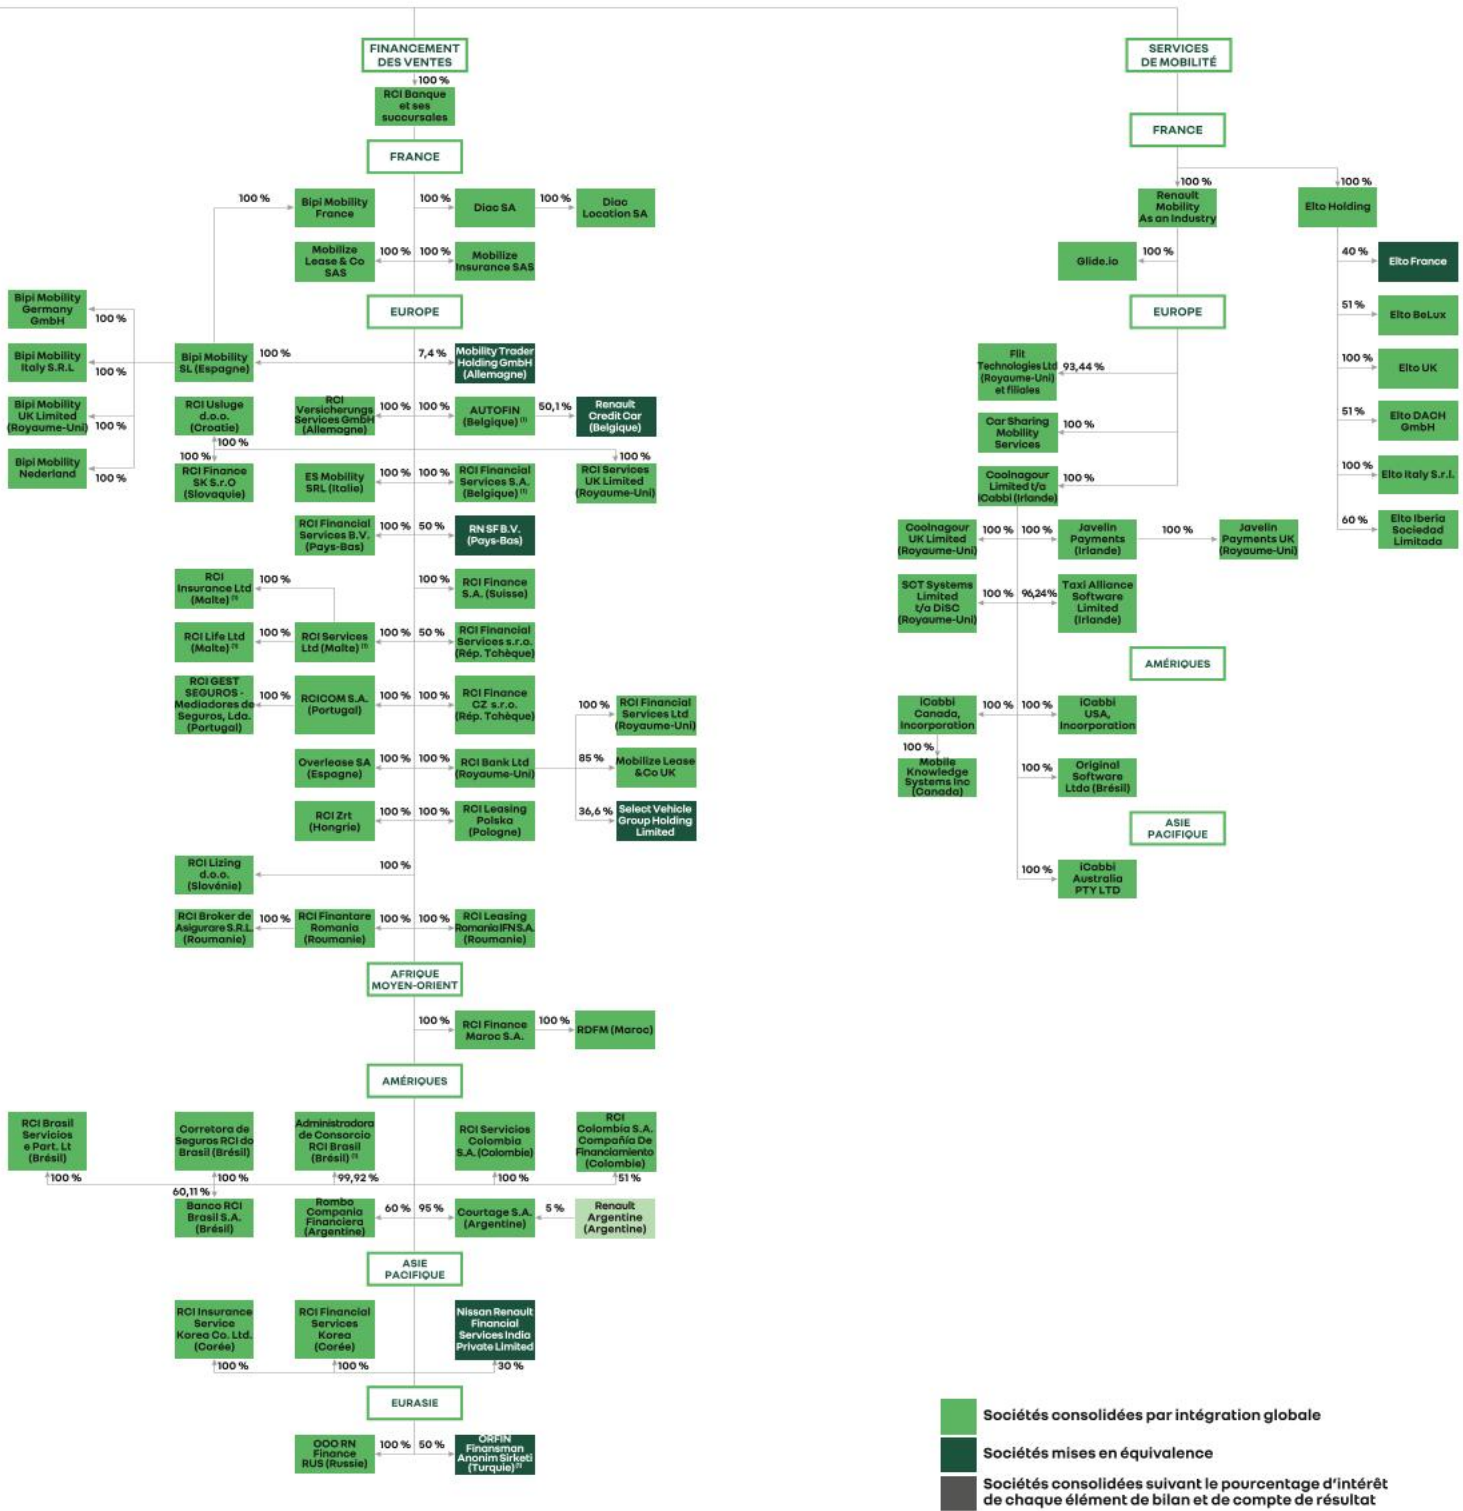 FINANCEMENT
DES VENTES
100 %
RCI Banque
et ses
succursales
FRANCE
100 %
Bipi Mobility
France
100 %
Diac SA
100 %
Diac
Location SA
Mobilize
Lease & Co
SAS
100 %
100 %
Mobilize
Insurance SAS
EUROPE
Bipi Mobility
Germany
GmbH
100 %
Bipi Mobility
Italy S.R.L
100 %
Bipi Mobility
UK Limited
(Royaume-Uni)
100 %
Bipi Mobility
Nederland
100 %
Bipi Mobility
SL (Espagne)
100 %
7,4 %
Mobility Trader
Holding GmbH
(Allemagne)
RCI Usluge
d.o.o.
(Croatie)
100 %
RCI
Versicherungs
Services GmbH
(Allemagne)
100 %
100 %
AUTOFIN
(Belgique) (1)
50,1 %
Renault
Credit Car
(Belgique)
100 %
RCI Finance
SK S.r.O
(Slovaquie)
ES Mobility
SRL (Italie)
100 %
100 %
RCI Financial
Services S.A.
(Belgique) (1)
100 %
RCI Services
UK Limited
(Royaume-Uni)
RCI Financial
Services B.V.
(Pays-Bas)
100 %
50 %
RN SF B.V.
(Pays-Bas)
RCI
Insurance Ltd
(Malte) (1)
100 %
100 %
RCI Finance
S.A. (Suisse)
RCI Life Ltd
(Malte) (1)
100 %
RCI Services
Ltd (Malte) (1)
100 %
50 %
RCI Financial
Services s.r.o.
(Rép. Tchèque)
RCI GEST
SEGUROS -
Mediadores de
Seguros, Lda.
(Portugal)
100 %
RCICOM S.A.
(Portugal)
100 %
100 %
RCI Finance
CZ s.r.o.
(Rép. Tchèque)
100 %
RCI Financial
Services Ltd
(Royaume-Uni)
Overlease SA
(Espagne)
100 %
100 %
RCI Bank Ltd
(Royaume-Uni)
85 %
Mobilize Lease
&Co UK
RCI Zrt
(Hongrie)
100 %
100 %
RCI Leasing
Polska
(Pologne)
36,6 %
Select Vehicle
Group Holding
Limited
RCI Lizing
d.o.o.
(Slovénie)
100 %
RCI Broker de
Asigurare S.R.L.
(Roumanie)
100 %
RCI Finantare
Romania
(Roumanie)
100 %
100 %
RCI Leasing
Romania IFN S.A.
(Roumanie)
AFRIQUE
MOYEN-ORIENT
100 %
RCI Finance
Maroc S.A.
100 %
RDFM (Maroc)
AMÉRIQUES
RCI Brasil
Servicios
e Part. Lt
(Brésil)
100 %
Corretora de
Seguros RCI do
Brasil (Brésil)
100 %
Administradora
de Consorcio
RCI Brasil
(Brésil) (1)
99,92 %
RCI Servicios
Colombia
S.A. (Colombie)
100 %
RCI
Colombia S.A.
Compañía De
Financiamiento
(Colombie)
51 %
60,11 %
Banco RCI
Brasil S.A.
(Brésil)
Rombo
Compania
Financiera
(Argentine)
60 %
95 %
Courtage S.A.
(Argentine)
5 %
Renault
Argentine
(Argentine)
ASIE
PACIFIQUE
RCI Insurance
Service
Korea Co. Ltd.
(Corée)
100 %
RCI Financial
Services
Korea
(Corée)
100 %
Nissan Renault
Financial
Services India
Private Limited
30 %
EURASIE
OOO RN
Finance
RUS (Russie)
100 %
50 %
ORFIN
Finansman
Anonim Sirketi
(Turquie) (1)
SERVICES
DE MOBILITÉ
FRANCE
100 %
Renault
Mobility
As an Industry
100 %
Elto Holding
Glide.io
100 %
40 %
Elto France
EUROPE
51 %
Elto BeLux
Flit
Technologies Ltd
(Royaume-Uni)
et filiales
93,44 %
100 %
Elto UK
Car Sharing
Mobility
Services
100 %
51 %
Elto DACH
GmbH
Coolnagour
Limited t/a
iCabbi (Irlande)
100 %
100 %
Elto Italy S.r.l.
60 %
Elto Iberia
Sociedad
Limitada
Coolnagour
UK Limited
(Royaume-Uni)
100 %
100 %
Javelin
Payments
(Irlande)
100 %
Javelin
Payments UK
(Royaume-Uni)
SCT Systems
Limited
t/a DiSC
(Royaume-Uni)
100 %
96,24%
Taxi Alliance
Software
Limited
(Irlande)
AMÉRIQUES
iCabbi
Canada,
Incorporation
100 %
100 %
iCabbi
USA,
Incorporation
100 %
Mobile
Knowledge
Systems Inc
(Canada)
100 %
Original
Software
Ltda (Brésil)
ASIE
PACIFIQUE
100 %
iCabbi
Australia
PTY LTD
Sociétés consolidées par intégration globale
Sociétés mises en équivalence
Sociétés consolidées suivant le pourcentage d'intérêt
de chaque élément de bilan et de compte de résultat